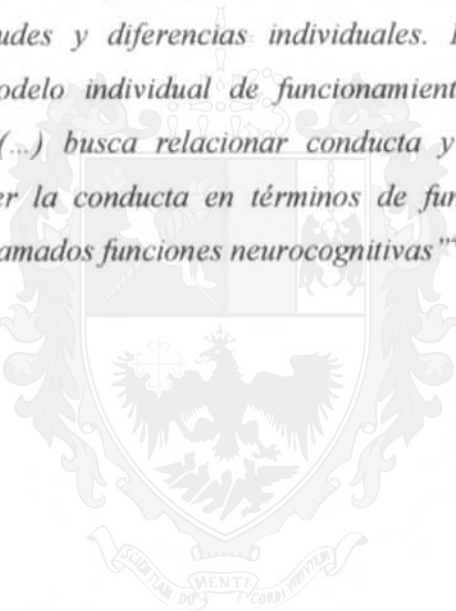 udes y diferencias individuales.
odelo individual de funcionamient
(...) busca relacionar conducta y
er la conducta en términos de fun
amados funciones neurocognitivas"
SCIENTIAM DO MENTI CORDI VIRTVTEM